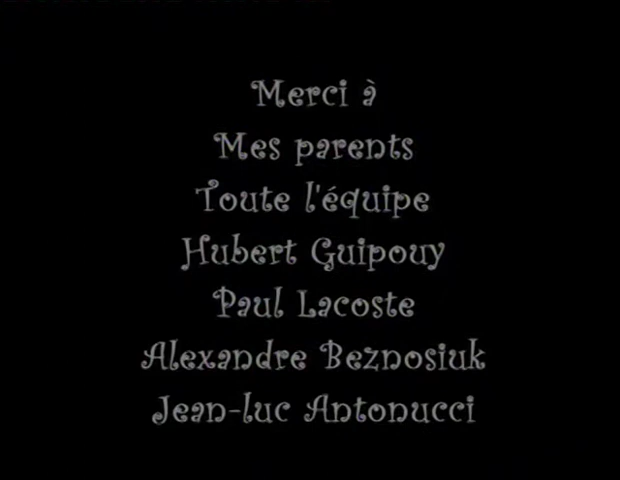 Merci à
Mes parents
Toute l'équipe
Hubert Guipouy
Paul Lacoste
Alexandre Beznosiuk
Jean-luc Antonucci